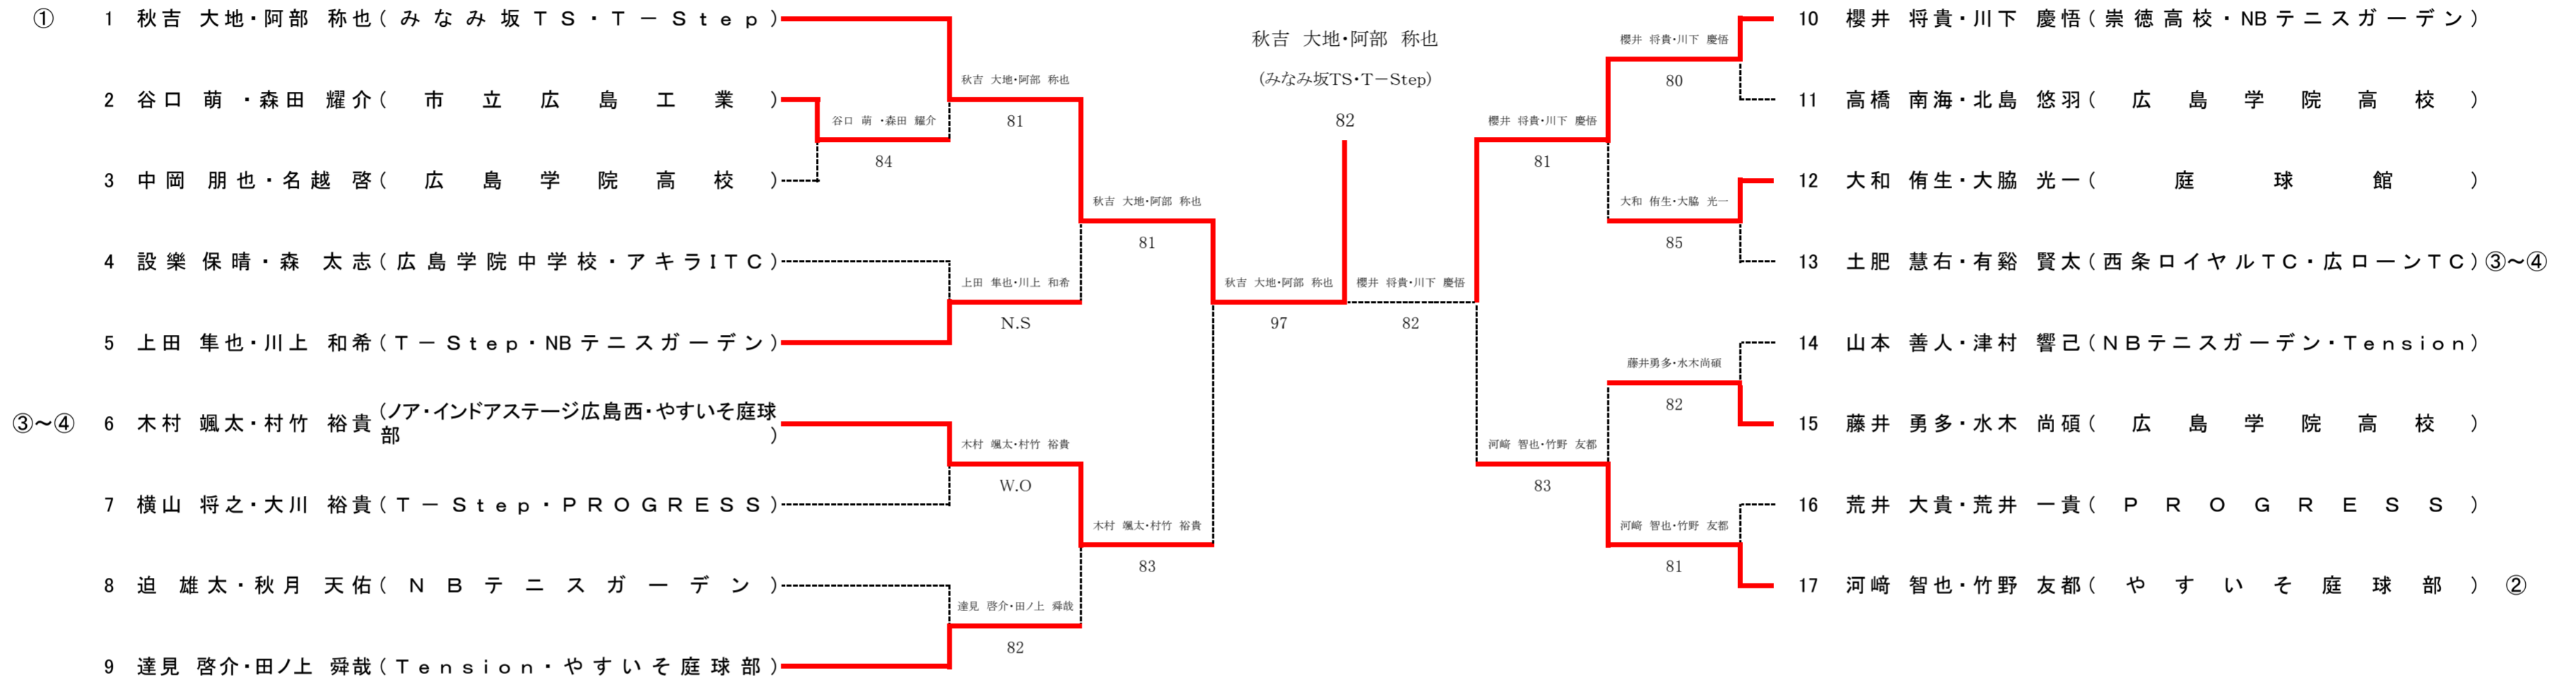 ① 1 秋吉 大地・阿部 称也(みなみ坂TS・T－Step)
2 谷口 萌 ・森田 耀介(市立広島工業)
3 中岡 朋也・名越 啓(広島学院高校)
4 設樂 保晴・森 太志(広島学院中学校・アキラITC)
5 上田 隼也・川上 和希(T－Step・NBテニスガーデン)
③～④ 6 木村 颯太・村竹 裕貴(ノア・インドアステージ広島西・やすいそ庭球
部)
7 横山 将之・大川 裕貴(T－Step・PROGRESS)
8 迫 雄太・秋月 天佑(NBテニスガーデン)
9 達見 啓介・田ノ上 舜哉(Tension・やすいそ庭球部)
谷口 萌 ・森田 耀介
84
秋吉 大地・阿部 称也
81
上田 隼也・川上 和希
N.S
木村 颯太・村竹 裕貴
W.O
達見 啓介・田ノ上 舜哉
82
秋吉 大地・阿部 称也
81
木村 颯太・村竹 裕貴
83
秋吉 大地・阿部 称也
97
秋吉 大地・阿部 称也
(みなみ坂TS・T－Step)
82
櫻井 将貴・川下 慶悟
82
櫻井 将貴・川下 慶悟
81
河﨑 智也・竹野 友都
83
櫻井 将貴・川下 慶悟
80
大和 侑生・大脇 光一
85
藤井勇多・水木尚碩
82
河﨑 智也・竹野 友都
81
10 櫻井 将貴・川下 慶悟(崇徳高校・NBテニスガーデン)
11 高橋 南海・北島 悠羽(広島学院高校)
12 大和 侑生・大脇 光一(庭球館)
13 土肥 慧右・有谿 賢太(西条ロイヤルTC・広ローンTC) ③～④
14 山本 善人・津村 響己(NBテニスガーデン・Tension)
15 藤井 勇多・水木 尚碩(広島学院高校)
16 荒井 大貴・荒井 一貴(PROGRESS)
17 河﨑 智也・竹野 友都(やすいそ庭球部) ②